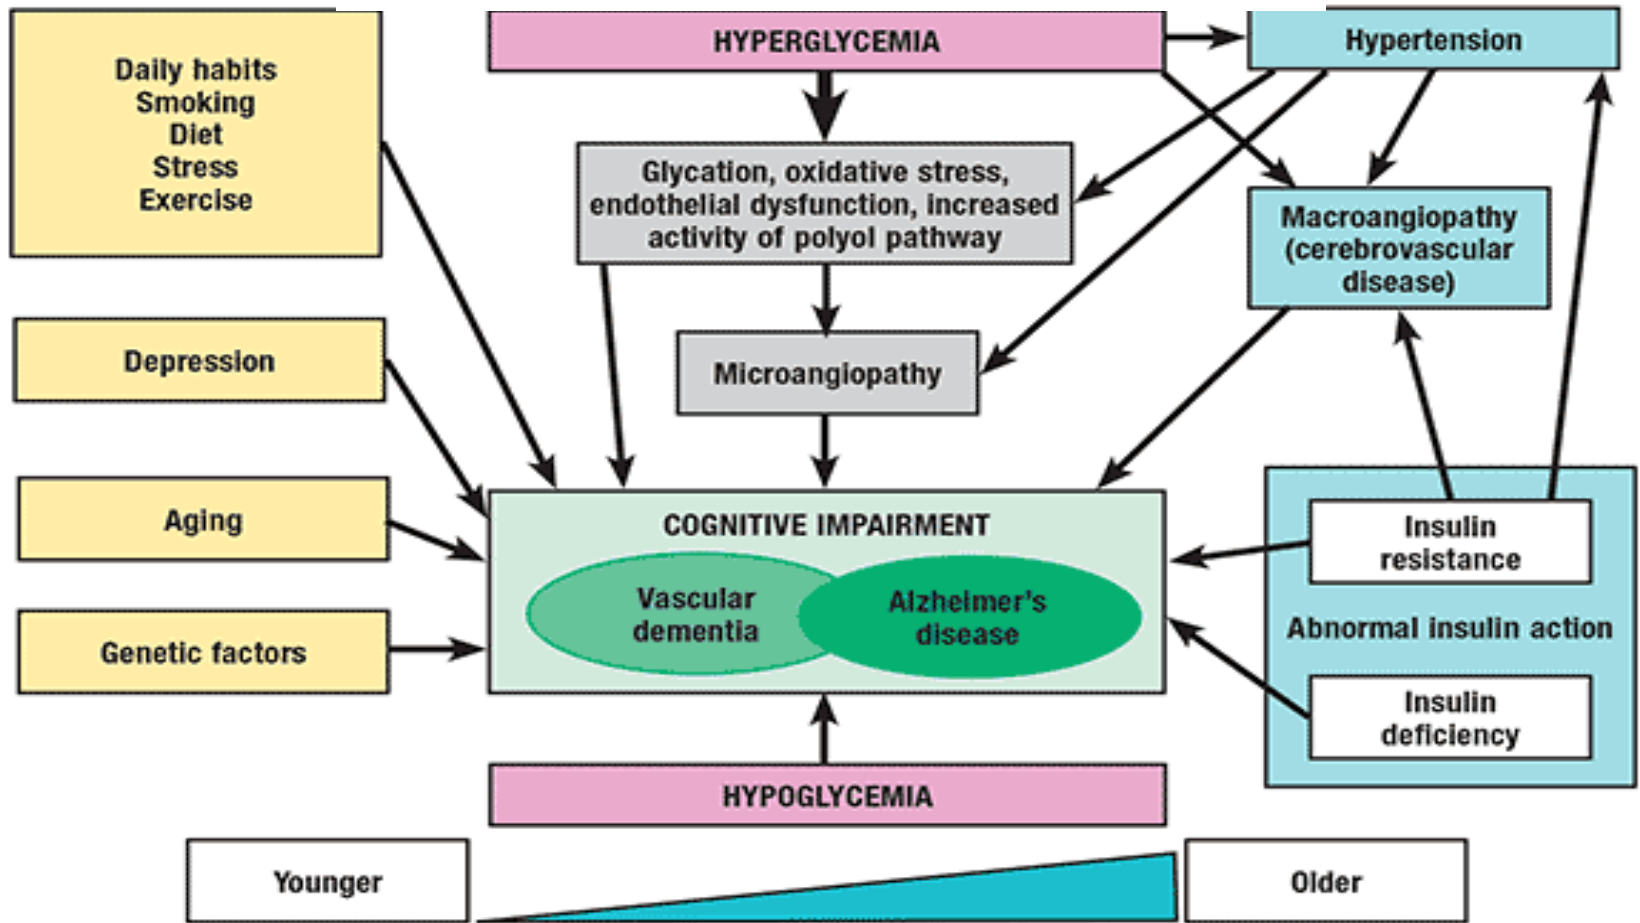 Daily habits
Smoking
Diet
Stress
Exercise
HYPERGLYCEMIA
Hypertension
Glycation, oxidative stress,
endothelial dysfunction, increased
activity of polyol pathway
Macroangiopathy
(cerebrovascular
disease)
Depression
Microangiopathy
Aging
COGNITIVE IMPAIRMENT
Vascular
dementia
Alzheimer's
disease
Insulin
resistance
Abnormal insulin action
Insulin
deficiency
Genetic factors
HYPOGLYCEMIA
Younger
Older